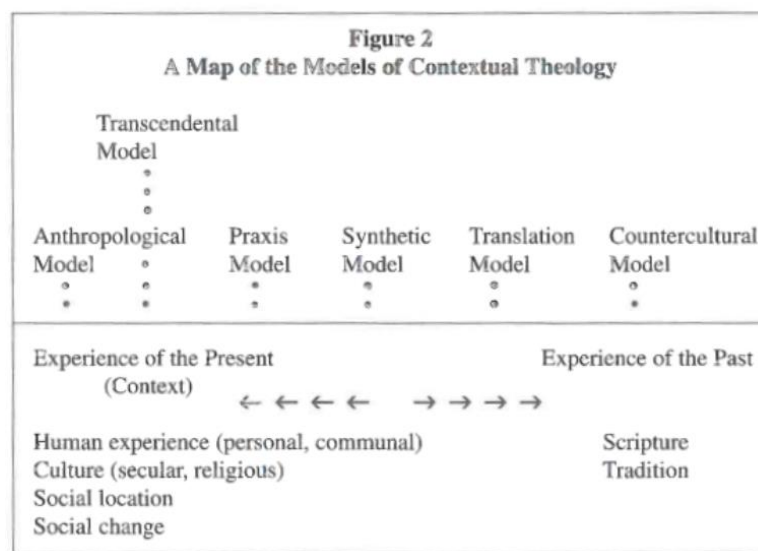 Figure 2
A Map of the Models of Contextual Theology
Transcendental
Model
Anthropological Praxis Synthetic Translation Countercultural
Model Model Model Model Model
Experience of the Present Experience of the Past
(Context) ← ← ← ← → → → →
Human experience (personal, communal) Scripture
Culture (secular, religious) Tradition
Social location
Social change